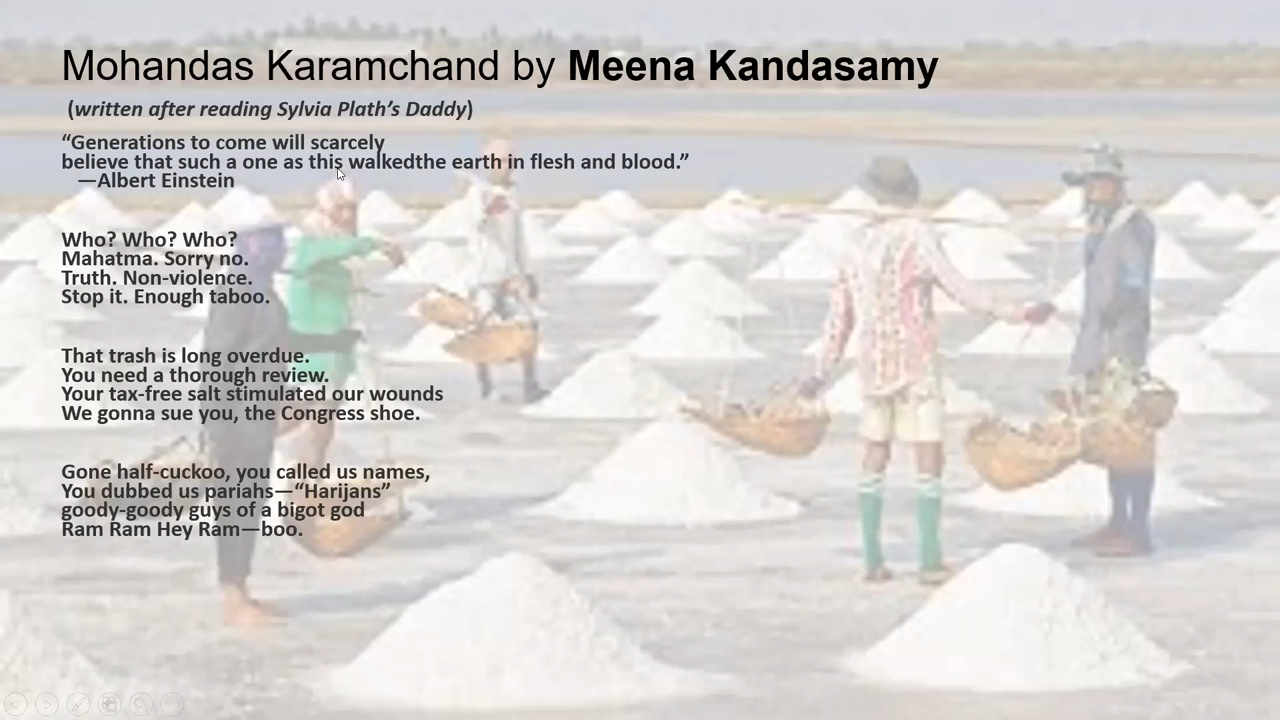 Mohandas Karamchand by Meena Kandasamy
(written after reading Sylvia Plath’s Daddy)
“Generations to come will scarcely
believe that such a one as this walkedthe earth in flesh and blood.”
—Albert Einstein
Who? Who? Who?
Mahatma. Sorry no.
Truth. Non-violence.
Stop it. Enough taboo.
That trash is long overdue.
You need a thorough review.
Your tax-free salt stimulated our wounds
We gonna sue you, the Congress shoe.
Gone half-cuckoo, you called us names,
You dubbed us pariahs—“Harijans”
goody-goody guys of a bigot god
Ram Ram Hey Ram—boo.